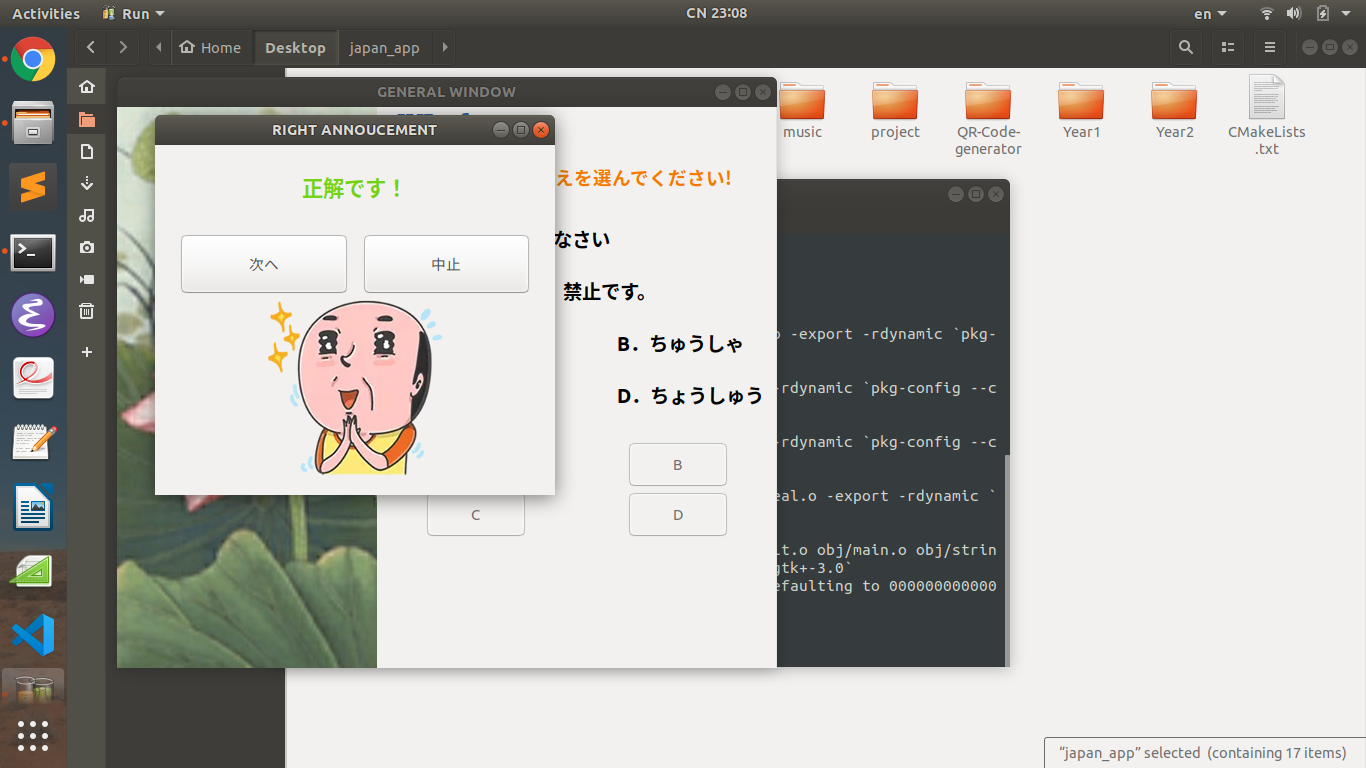 Activities
Run
CN 23:08
en
Home
Desktop
japan_app
GENERAL WINDOW
RIGHT ANNOUCEMENT
正解です！
次へ
中止
えを選んでください!
なさい
禁止です。
B. ちゅうしゃ
D. ちょうしゅう
B
C
D
music
project
QR-Code-
generator
Year1
Year2
CMakeLists
.txt
o -export -rdynamic `pkg-
-rdynamic `pkg-config --c
-rdynamic `pkg-config --c
eal.o -export -rdynamic `
it.o obj/main.o obj/strin
gtk+-3.0`
efaulting to 000000000000
“japan_app” selected (containing 17 items)